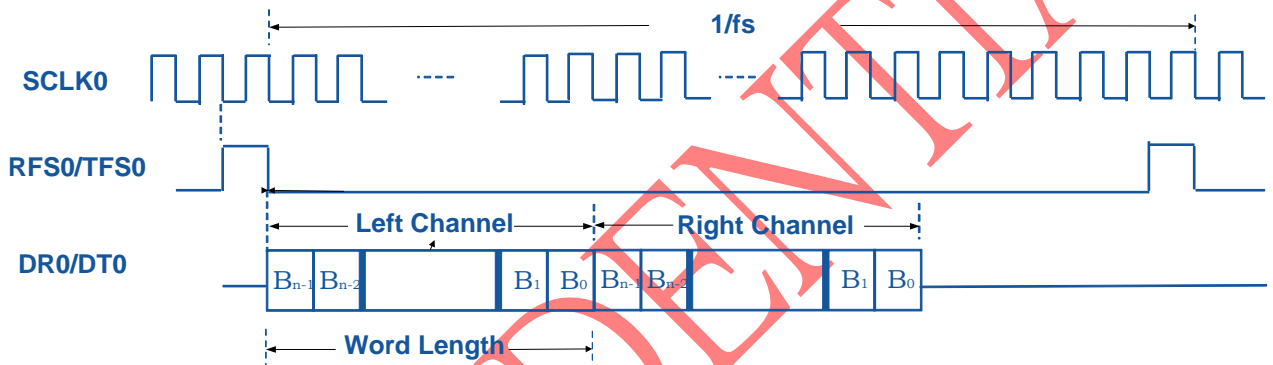 1/fs
SCLK0
RFS0/TFS0
Left Channel Right Channel
DR0/DT0
Bn-1 Bn-2 B1 B0 Bn-1 Bn-2 B1 B0
Word Length